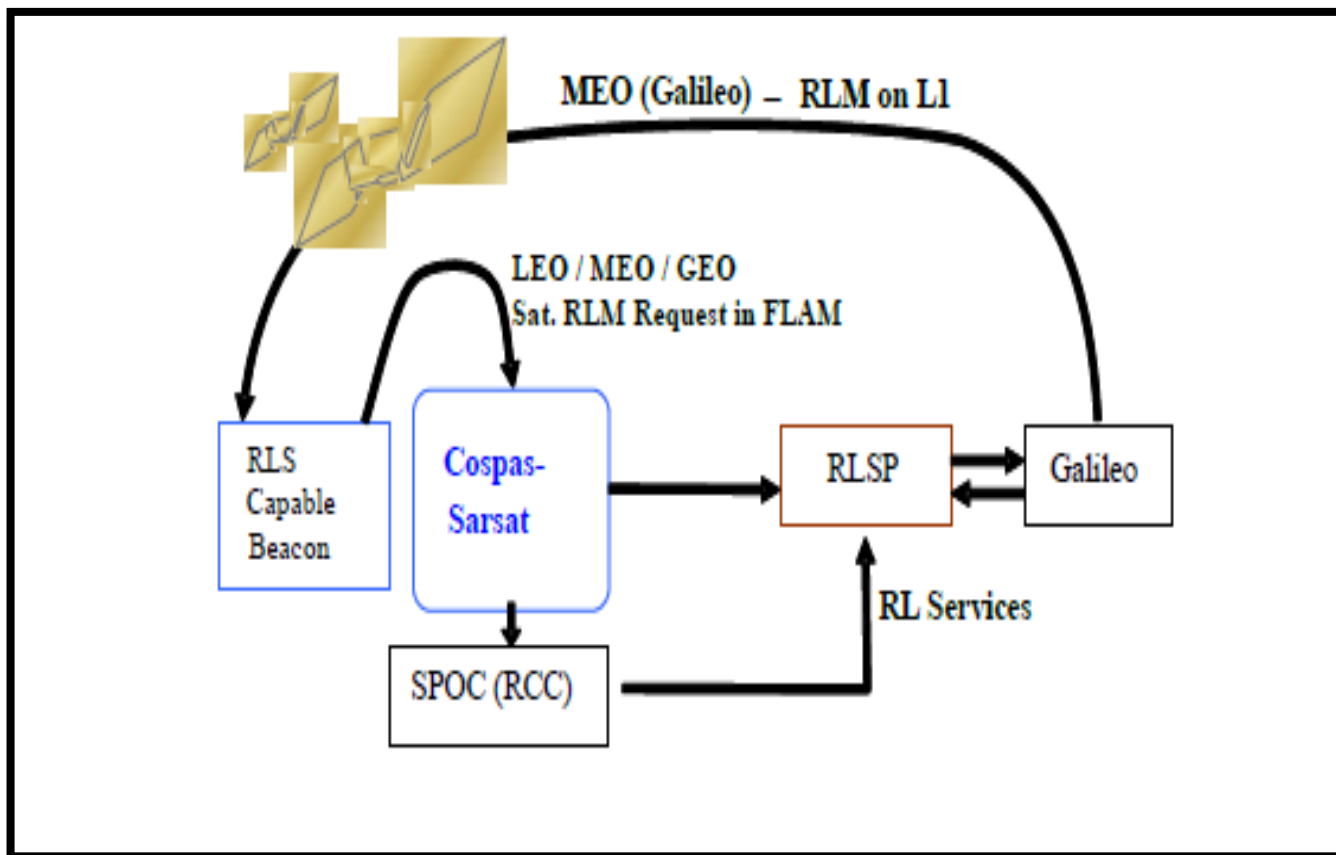 MEO (Galileo) – RLM on L1
LEO / MEO / GEO
Sat. RLM Request in FLAM
RLS
Capable
Beacon
Cospas-
Sarsat
RLSP
Galileo
RL Services
SPOC (RCC)